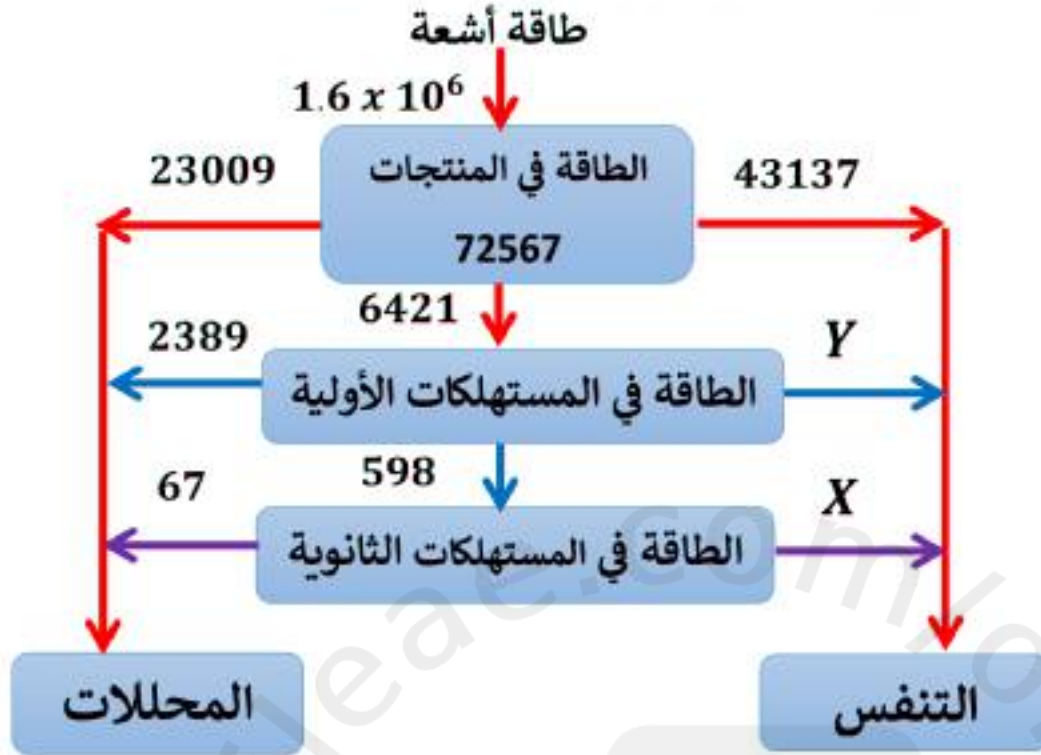 طاقة أشعة
1.6 x 10⁶
23009
الطاقة في المنتجات
43137
72567
6421
2389
Y
الطاقة في المستهلكات الأولية
598
67
X
الطاقة في المستهلكات الثانوية
المحللات
التنفس